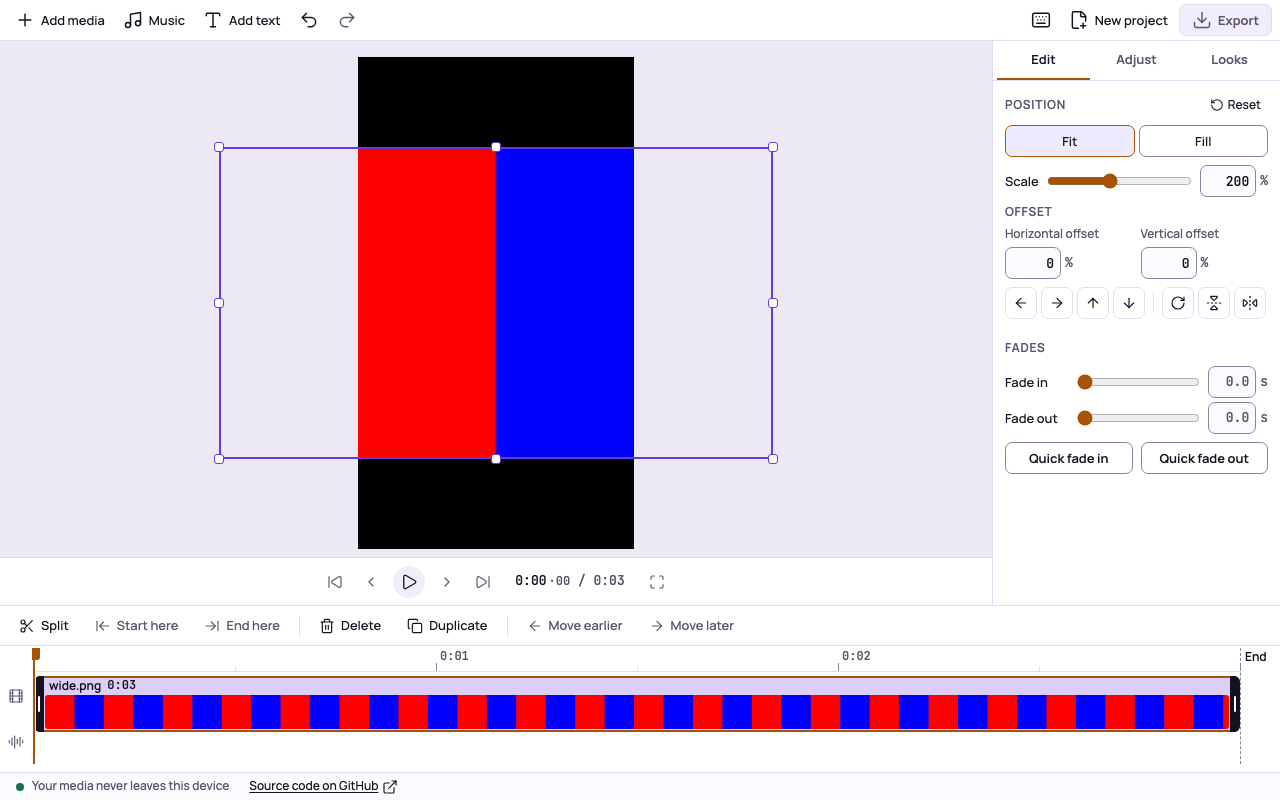 Add media Music Add text New project Export
Edit Adjust Looks
POSITION Reset
Fit Fill
Scale 200 %
OFFSET
Horizontal offset Vertical offset
0 % 0 %
FADES
Fade in 0.0 s
Fade out 0.0 s
Quick fade in Quick fade out
0:00·00 / 0:03
Split Start here End here Delete Duplicate Move earlier Move later
0:01 0:02 End
wide.png 0:03
Your media never leaves this device Source code on GitHub